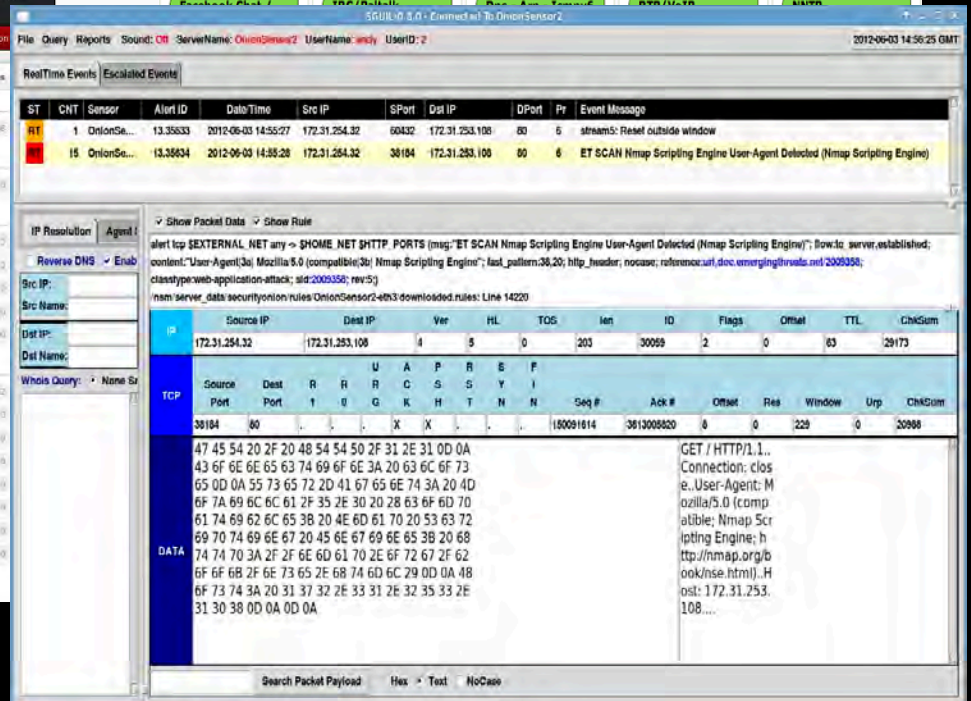 Facebook Chat /
IRC/Paltalk
RTP/VoIP
NNTP
SGUIL-0.8.0 - Connected To OnionSensor2
File Query Reports Sound: Off ServerName: OnionSensor2 UserName: andy UserID: 2
2012-06-03 14:56:25 GMT
RealTime Events Escalated Events
ST CNT Sensor Alert ID Date/Time Src IP SPort Dst IP DPort Pr Event Message
RT 1 OnionSe... 13.35633 2012-06-03 14:55:27 172.31.254.32 60432 172.31.253.108 80 6 stream5: Reset outside window
RT 15 OnionSe... 13.35634 2012-06-03 14:55:28 172.31.254.32 38184 172.31.253.108 80 6 ET SCAN Nmap Scripting Engine User-Agent Detected (Nmap Scripting Engine)
IP Resolution
Agent
Reverse DNS
Enab
Src IP:
Src Name:
Dst IP:
Dst Name:
Whois Query: None Sr
Show Packet Data Show Rule
alert tcp $EXTERNAL_NET any -> $HOME_NET $HTTP_PORTS (msg:"ET SCAN Nmap Scripting Engine User-Agent Detected (Nmap Scripting Engine)"; flow:to_server,established;
content:"User-Agent|3a| Mozilla/5.0 (compatible|3b| Nmap Scripting Engine"; fast_pattern:38,20; http_header; nocase; reference:url,doc.emergingthreats.net/2009358;
classtype:web-application-attack; sid:2009358; rev:5;)
/nsm/server_data/securityonion/rules/OnionSensor2-eth3/downloaded.rules: Line 14220
IP
Source IP Dest IP Ver HL TOS len ID Flags Offset TTL ChkSum
172.31.254.32 172.31.253.108 4 5 0 203 30059 2 0 63 29173
TCP
U A P R S F
Source Dest R R R C S S Y I
Port Port 1 0 G K H T N N Seq # Ack # Offset Res Window Urp ChkSum
38184 80 . . . X X . . . 150091614 3813005820 8 0 229 0 20988
DATA
47 45 54 20 2F 20 48 54 54 50 2F 31 2E 31 0D 0A GET / HTTP/1.1..
43 6F 6E 6E 65 63 74 69 6F 6E 3A 20 63 6C 6F 73 Connection: clos
65 0D 0A 55 73 65 72 2D 41 67 65 6E 74 3A 20 4D e..User-Agent: M
6F 7A 69 6C 6C 61 2F 35 2E 30 20 28 63 6F 6D 70 ozilla/5.0 (comp
61 74 69 62 6C 65 3B 20 4E 6D 61 70 20 53 63 72 atible; Nmap Scr
69 70 74 69 6E 67 20 45 6E 67 69 6E 65 3B 20 68 ipting Engine; h
74 74 70 3A 2F 2F 6E 6D 61 70 2E 6F 72 67 2F 62 ttp://nmap.org/b
6F 6F 6B 2F 6E 73 65 2E 68 74 6D 6C 29 0D 0A 48 ook/nse.html)..H
6F 73 74 3A 20 31 37 32 2E 33 31 2E 32 35 33 2E ost: 172.31.253.
31 30 38 0D 0A 0D 0A 108....
Search Packet Payload Hex Text NoCase